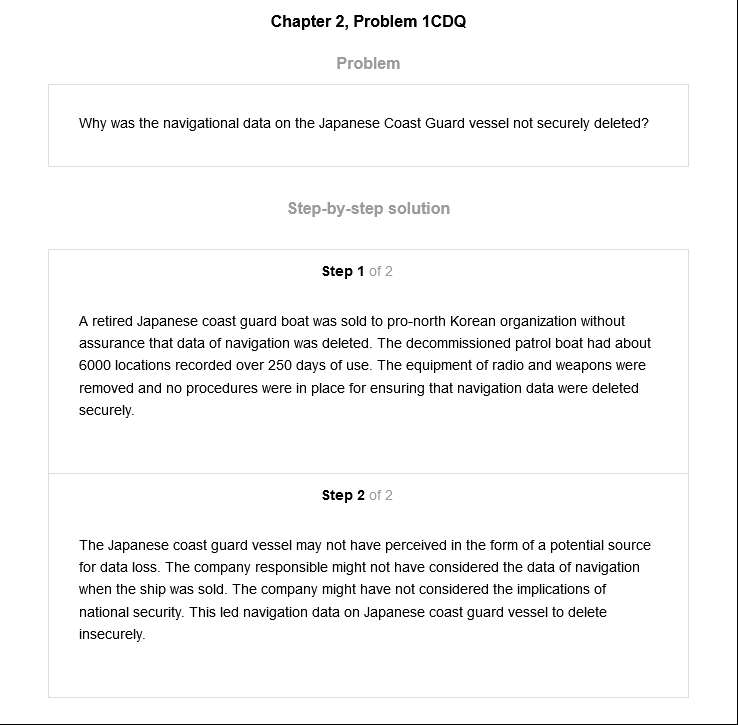 Chapter 2, Problem 1CDQ
Problem
Why was the navigational data on the Japanese Coast Guard vessel not securely deleted?
Step-by-step solution
Step 1 of 2
A retired Japanese coast guard boat was sold to pro-north Korean organization without
assurance that data of navigation was deleted. The decommissioned patrol boat had about
6000 locations recorded over 250 days of use. The equipment of radio and weapons were
removed and no procedures were in place for ensuring that navigation data were deleted
securely.
Step 2 of 2
The Japanese coast guard vessel may not have perceived in the form of a potential source
for data loss. The company responsible might not have considered the data of navigation
when the ship was sold. The company might have not considered the implications of
national security. This led navigation data on Japanese coast guard vessel to delete
insecurely.